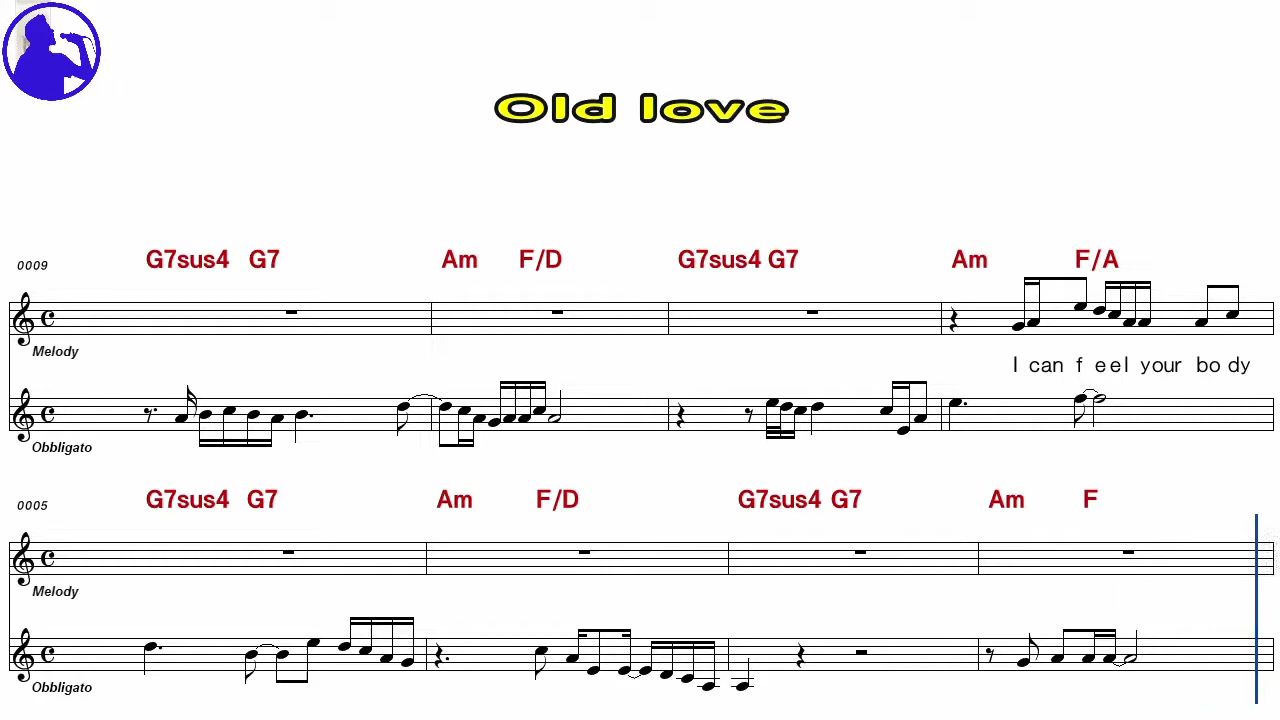 Old love
G7sus4 G7 Am F/D G7sus4 G7 Am F/A
0009
Melody
I can f eel your bo dy
Obbligato
G7sus4 G7 Am F/D G7sus4 G7 Am F
0005
Melody
Obbligato